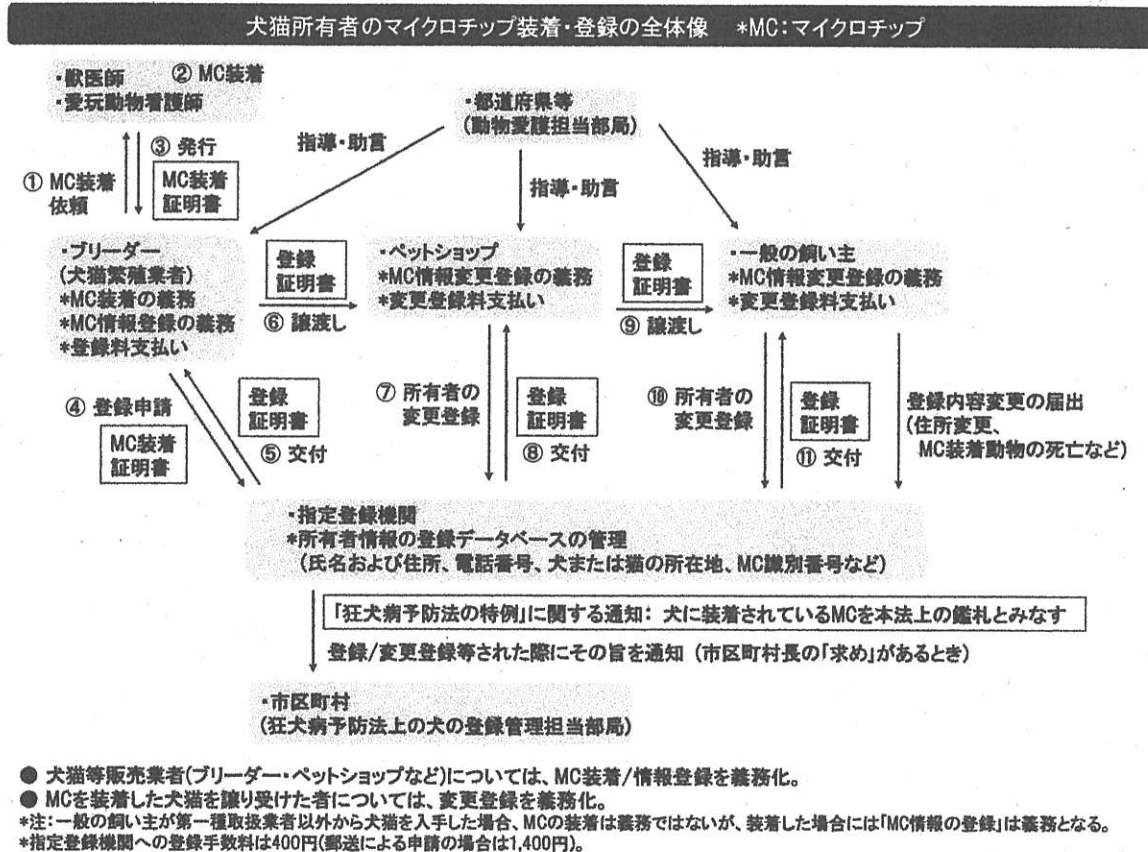 犬猫所有者のマイクロチップ装着・登録の全体像　*MC：マイクロチップ
・獣医師
・愛玩動物看護師
② MC装着
・都道府県等
(動物愛護担当部局)
① MC装着
依頼
③ 発行
MC装着
証明書
指導・助言
指導・助言
指導・助言
・ブリーダー
(犬猫繁殖業者)
*MC装着の義務
*MC情報登録の義務
*登録料支払い
登録
証明書
⑥ 譲渡し
・ペットショップ
*MC情報変更登録の義務
*変更登録料支払い
登録
証明書
⑨ 譲渡し
・一般の飼い主
*MC情報変更登録の義務
*変更登録料支払い
④ 登録申請
MC装着
証明書
登録
証明書
⑤ 交付
⑦ 所有者の
変更登録
登録
証明書
⑧ 交付
⑩ 所有者の
変更登録
登録
証明書
⑪ 交付
登録内容変更の届出
(住所変更、
MC装着動物の死亡など)
・指定登録機関
*所有者情報の登録データベースの管理
(氏名および住所、電話番号、犬または猫の所在地、MC識別番号など)
「狂犬病予防法の特例」に関する通知： 犬に装着されているMCを本法上の鑑札とみなす
登録/変更登録等された際にその旨を通知 (市区町村長の「求め」があるとき)
・市区町村
(狂犬病予防法上の犬の登録管理担当部局)
● 犬猫等販売業者(ブリーダー・ペットショップなど)については、MC装着/情報登録を義務化。
● MCを装着した犬猫を譲り受けた者については、変更登録を義務化。
*注：一般の飼い主が第一種取扱業者以外から犬猫を入手した場合、MCの装着は義務ではないが、装着した場合には「MC情報の登録」は義務となる。
*指定登録機関への登録手数料は400円(郵送による申請の場合は1,400円)。